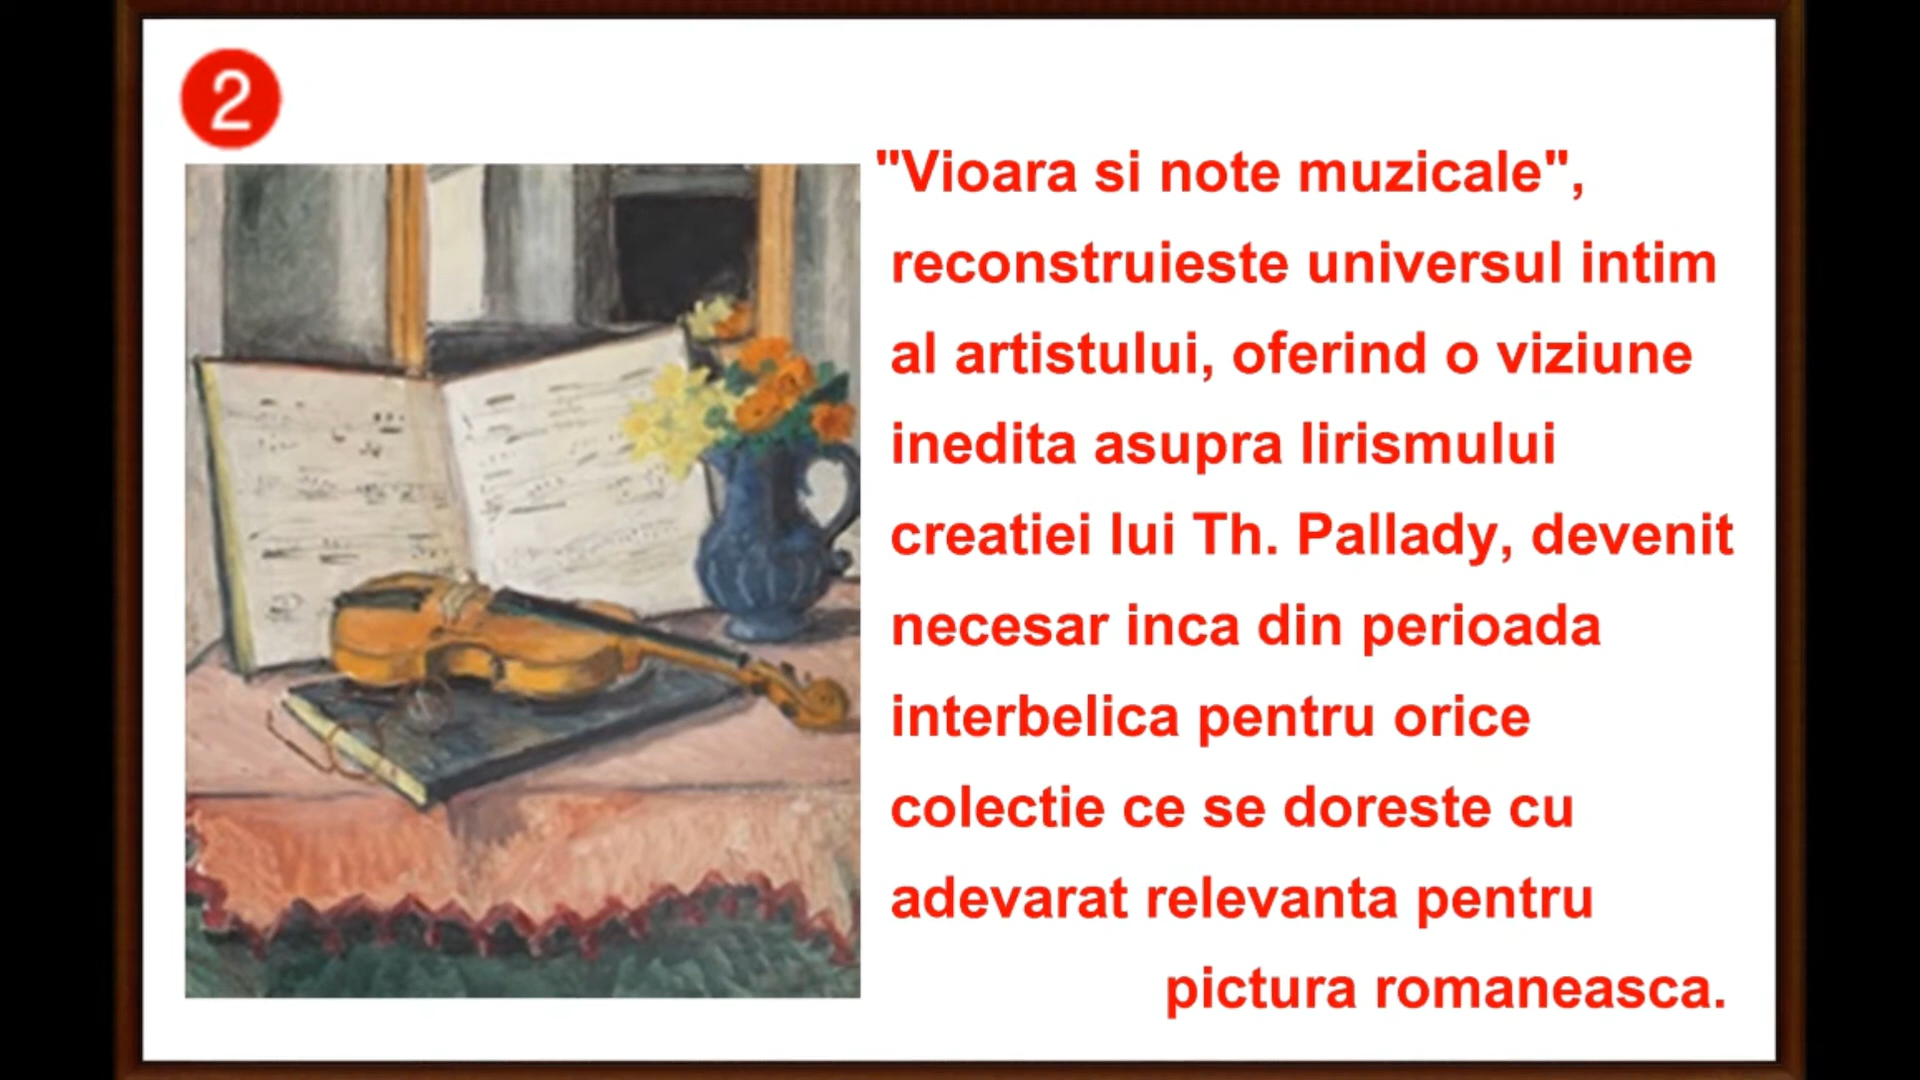 2
"Vioara si note muzicale",
reconstruieste universul intim
al artistului, oferind o viziune
inedita asupra lirismului
creatiei lui Th. Pallady, devenit
necesar inca din perioada
interbelica pentru orice
colectie ce se doreste cu
adevarat relevanta pentru
pictura romaneasca.